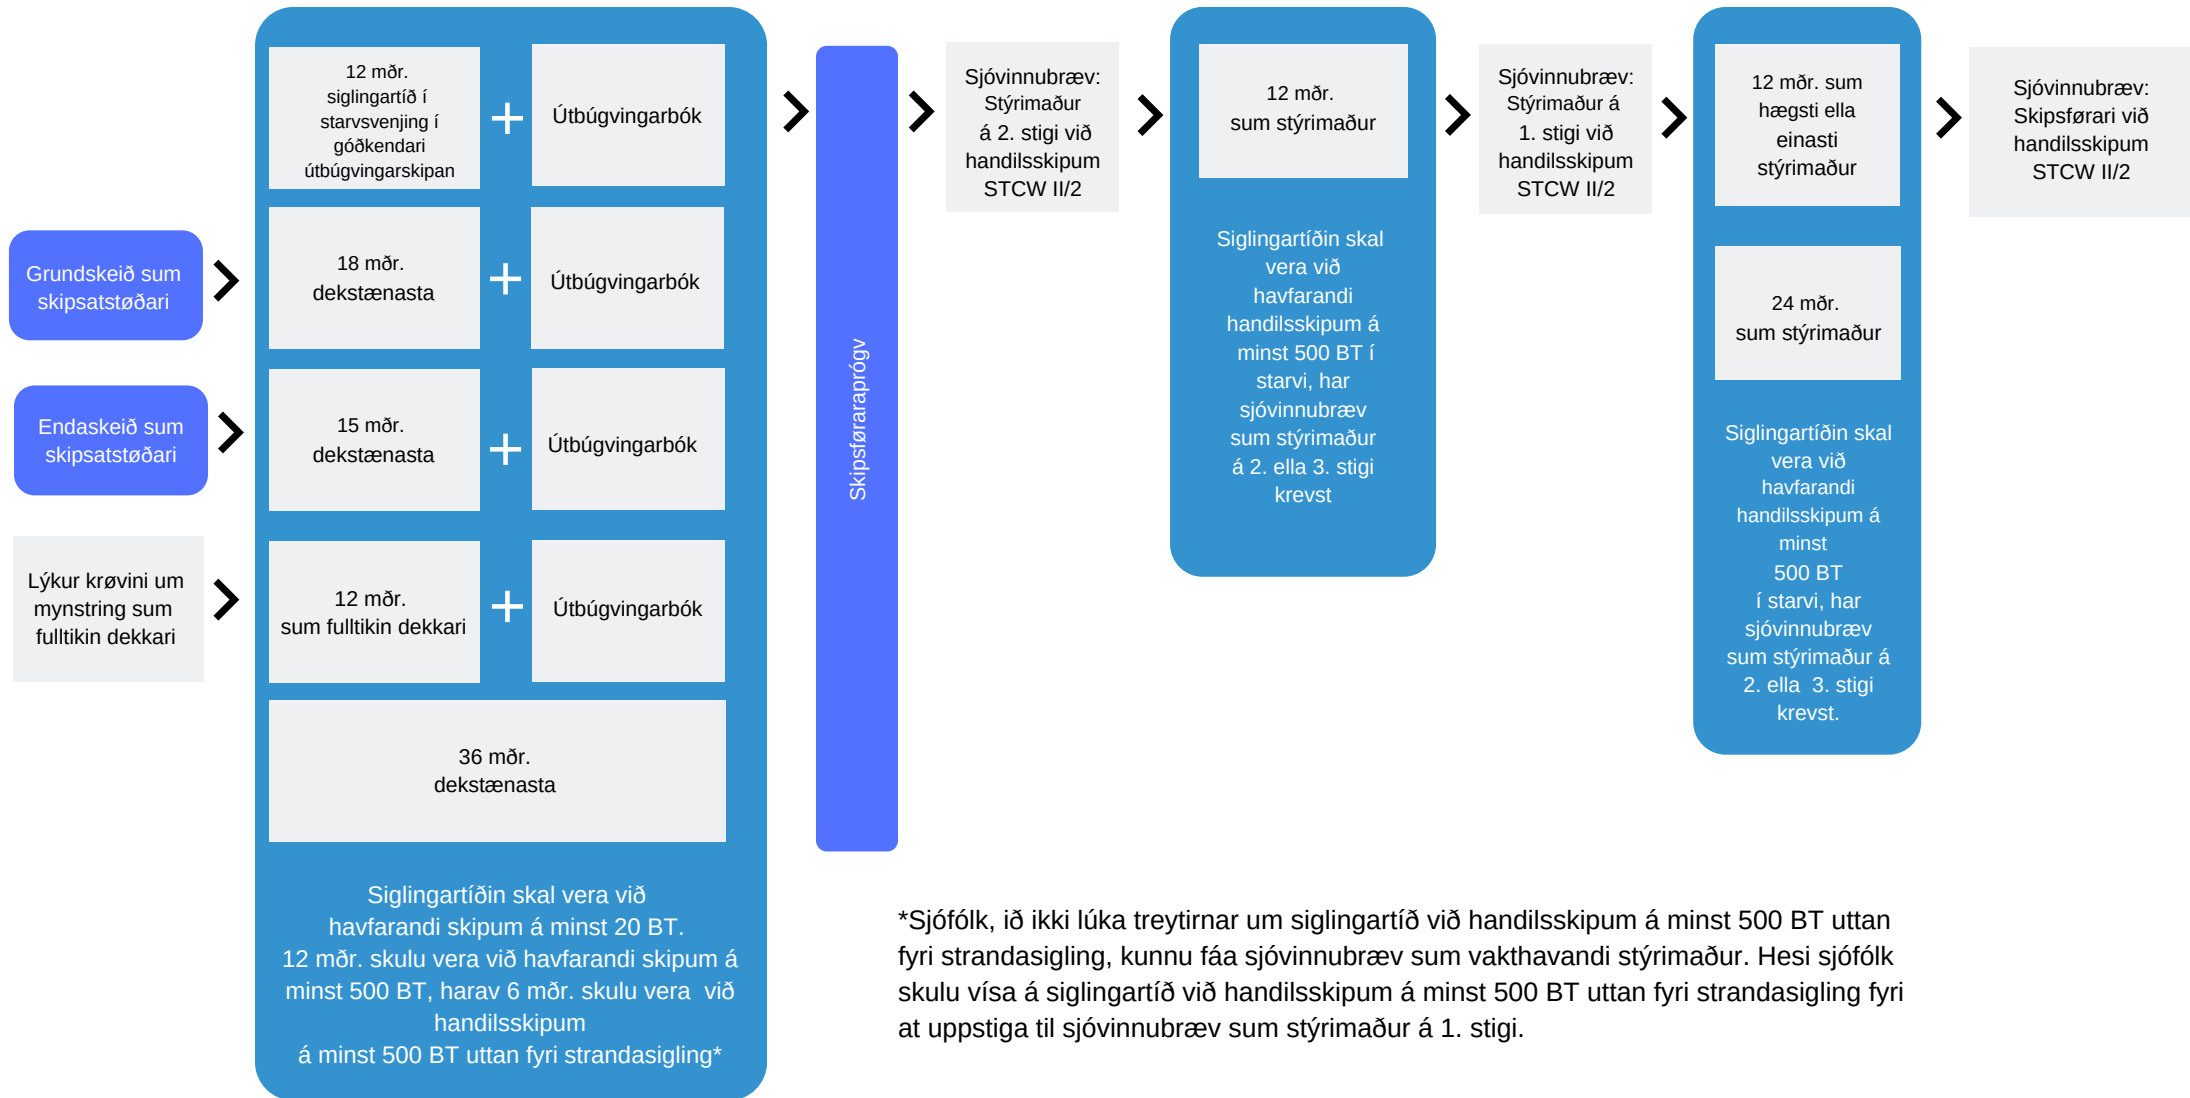 Grundskeið sum
skipsatstøðari
Endaskeið sum
skipsatstøðari
Lýkur krøvini um
mynstring sum
fulltikin dekkari
12 mðr.
siglingartíð í
starvsvenjing í
góðkendari
útbúgvingarskipan
+
Útbúgvingarbók
18 mðr.
dekstænasta
+
Útbúgvingarbók
15 mðr.
dekstænasta
+
Útbúgvingarbók
12 mðr.
sum fulltikin dekkari
+
Útbúgvingarbók
36 mðr.
dekstænasta
Siglingartíðin skal vera við
havfarandi skipum á minst 20 BT.
12 mðr. skulu vera við havfarandi skipum á
minst 500 BT, harav 6 mðr. skulu vera við
handilsskipum
á minst 500 BT uttan fyri strandasigling*
Skipsføraraprógv
Sjóvinnubræv:
Stýrimaður
á 2. stigi við
handilsskipum
STCW II/2
12 mðr.
sum stýrimaður
Siglingartíðin skal
vera við
havfarandi
handilsskipum á
minst 500 BT í
starvi, har
sjóvinnubræv
sum stýrimaður
á 2. ella 3. stigi
krevst
Sjóvinnubræv:
Stýrimaður á
1. stigi við
handilsskipum
STCW II/2
12 mðr. sum
hægsti ella
einasti
stýrimaður
24 mðr.
sum stýrimaður
Siglingartíðin skal
vera við
havfarandi
handilsskipum á
minst
500 BT
í starvi, har
sjóvinnubræv
sum stýrimaður á
2. ella 3. stigi
krevst.
Sjóvinnubræv:
Skipsførari við
handilsskipum
STCW II/2
*Sjófólk, ið ikki lúka treytirnar um siglingartíð við handilsskipum á minst 500 BT uttan
fyri strandasigling, kunnu fáa sjóvinnubræv sum vakthavandi stýrimaður. Hesi sjófólk
skulu vísa á siglingartíð við handilsskipum á minst 500 BT uttan fyri strandasigling fyri
at uppstiga til sjóvinnubræv sum stýrimaður á 1. stigi.